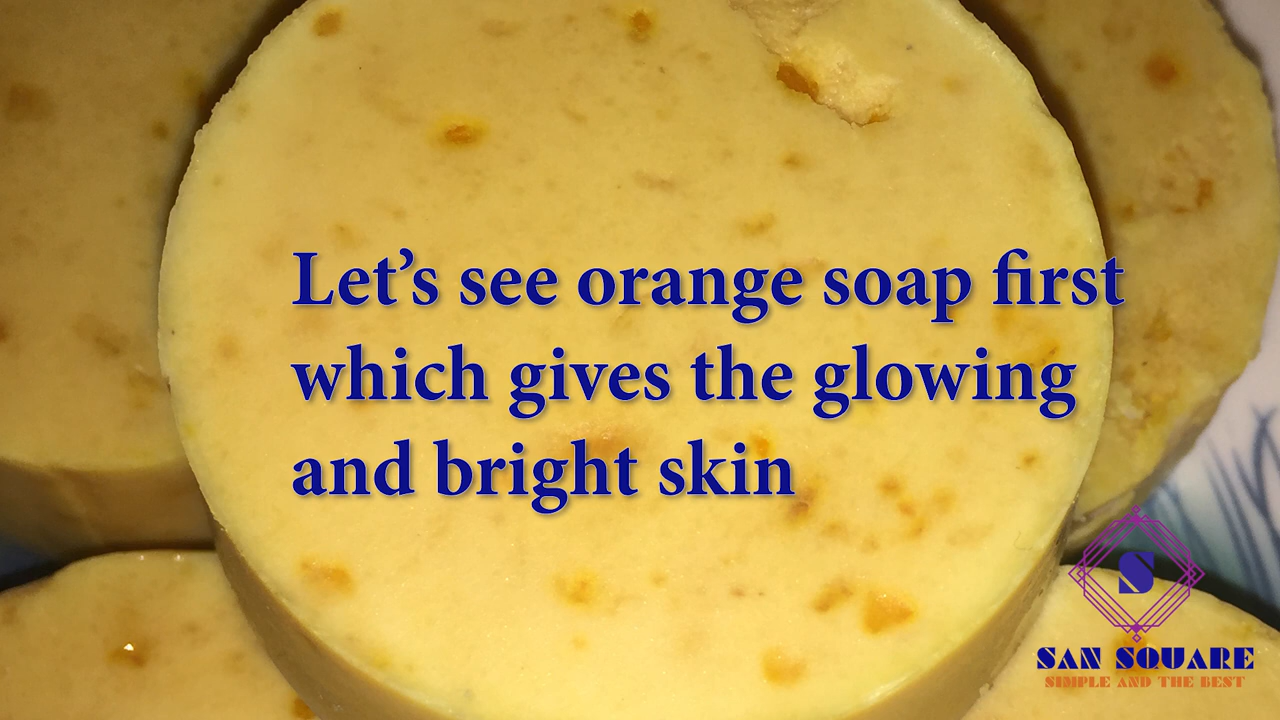 Let’s see orange soap first
which gives the glowing
and bright skin
S
SAN SQUARE
SIMPLE AND THE BEST